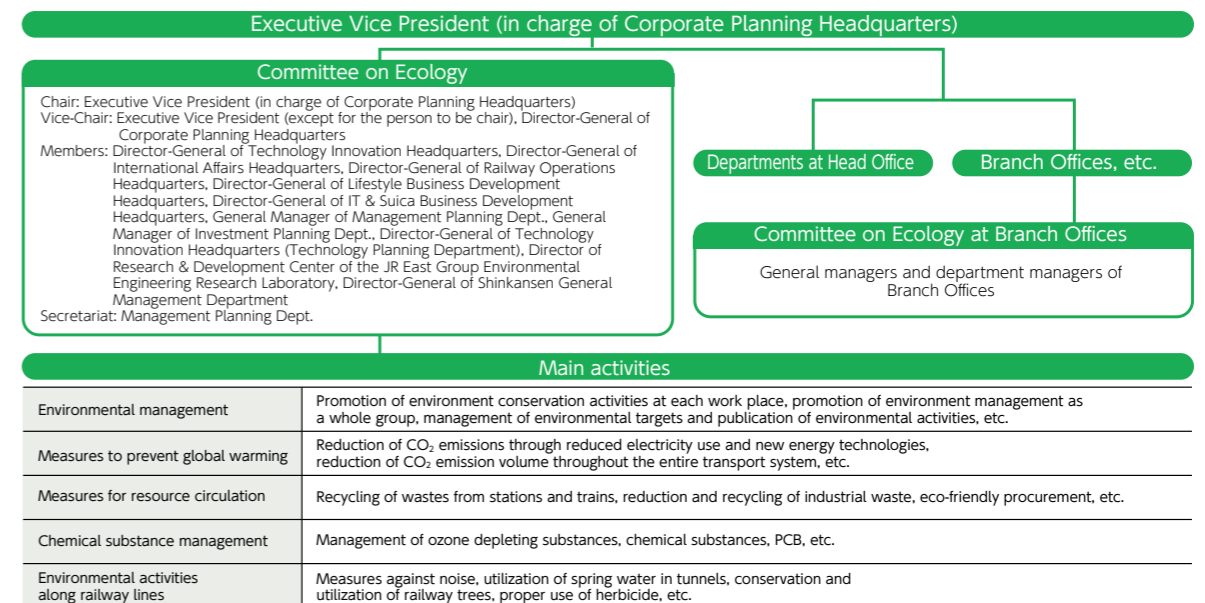 Executive Vice President (in charge of Corporate Planning Headquarters)
Committee on Ecology
Chair: Executive Vice President (in charge of Corporate Planning Headquarters)
Vice-Chair: Executive Vice President (except for the person to be chair), Director-General of
Corporate Planning Headquarters
Members: Director-General of Technology Innovation Headquarters, Director-General of
International Affairs Headquarters, Director-General of Railway Operations
Headquarters, Director-General of Lifestyle Business Development
Headquarters, Director-General of IT & Suica Business Development
Headquarters, General Manager of Management Planning Dept., General
Manager of Investment Planning Dept., Director-General of Technology
Innovation Headquarters (Technology Planning Department), Director of
Research & Development Center of the JR East Group Environmental
Engineering Research Laboratory, Director-General of Shinkansen General
Management Department
Secretariat: Management Planning Dept.
Departments at Head Office
Branch Offices, etc.
Committee on Ecology at Branch Offices
General managers and department managers of
Branch Offices
Main activities
Environmental management
Promotion of environment conservation activities at each work place, promotion of environment management as
a whole group, management of environmental targets and publication of environmental activities, etc.
Measures to prevent global warming
Reduction of CO₂ emissions through reduced electricity use and new energy technologies,
reduction of CO₂ emission volume throughout the entire transport system, etc.
Measures for resource circulation
Recycling of wastes from stations and trains, reduction and recycling of industrial waste, eco-friendly procurement, etc.
Chemical substance management
Management of ozone depleting substances, chemical substances, PCB, etc.
Environmental activities
along railway lines
Measures against noise, utilization of spring water in tunnels, conservation and
utilization of railway trees, proper use of herbicide, etc.